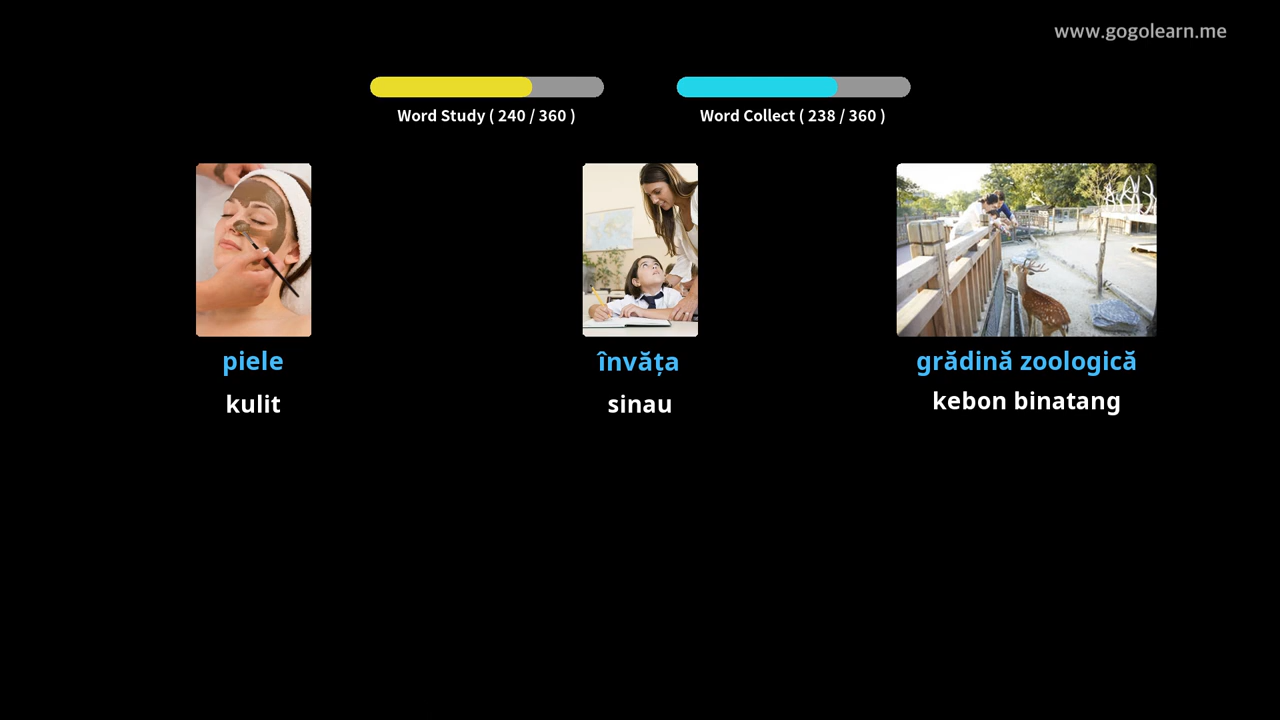 www.gogolearn.me
Word Study ( 240 / 360 )
Word Collect ( 238 / 360 )
piele
învăța
grădină zoologică
kulit
sinau
kebon binatang